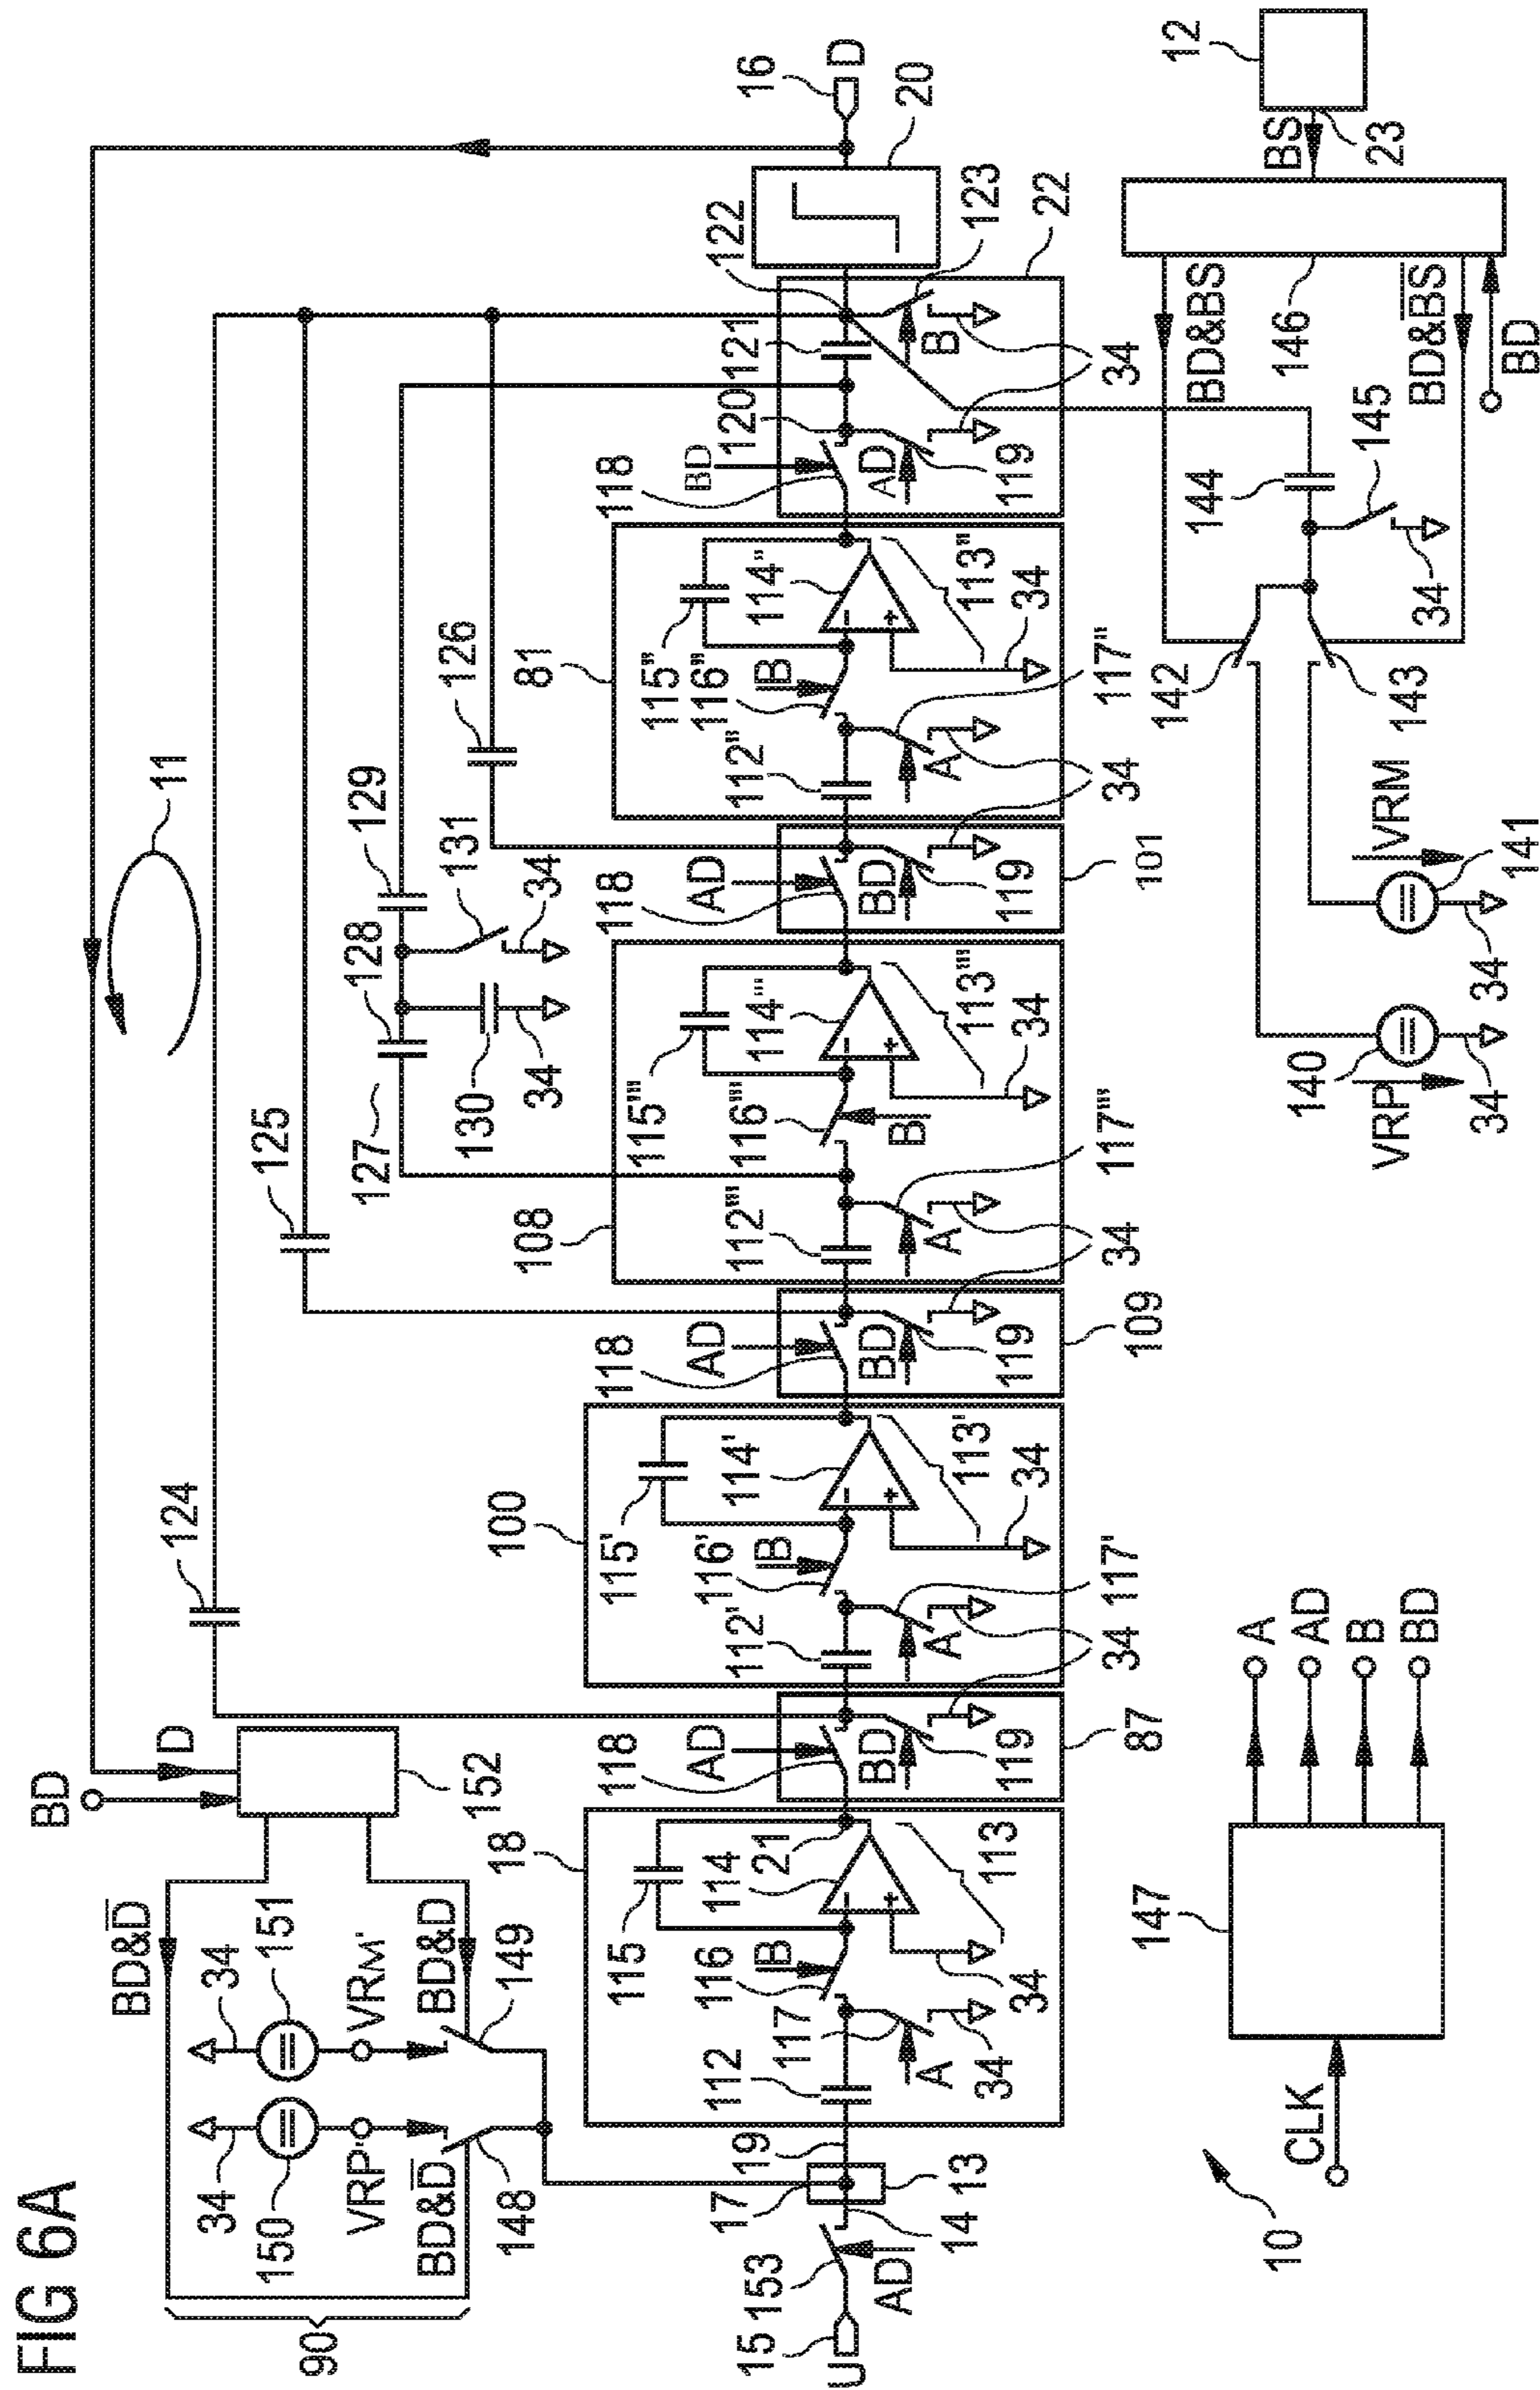 FIG 6A
90
BD&D̅
34
150
VRP'
BD&D̅
148
34
151
VRM'
BD&D
149
BD
D
152
124
125
11
127
128
129
130
34
131
34
126
16
D
20
U
15
153
AD
14
17
13
19
18
112
117
A
34
116
B
115
114
21
113
34
118
AD
BD
119
87
34
100
112'
117'
A
116'
B
115'
114'
113'
34
118
AD
BD
119
109
34
108
112'''
117'''
A
116'''
B
115'''
114'''
113'''
34
118
AD
BD
119
101
34
81
112''
117''
A
116''
B
115''
114''
113''
34
118
BD
120
AD
119
121
122
B
123
34
22
10
CLK
147
A
AD
B
BD
VRP
140
34
VRM
141
34
142
143
144
145
34
BD&BS
146
BD&B̅S̅
BD
BS
23
12